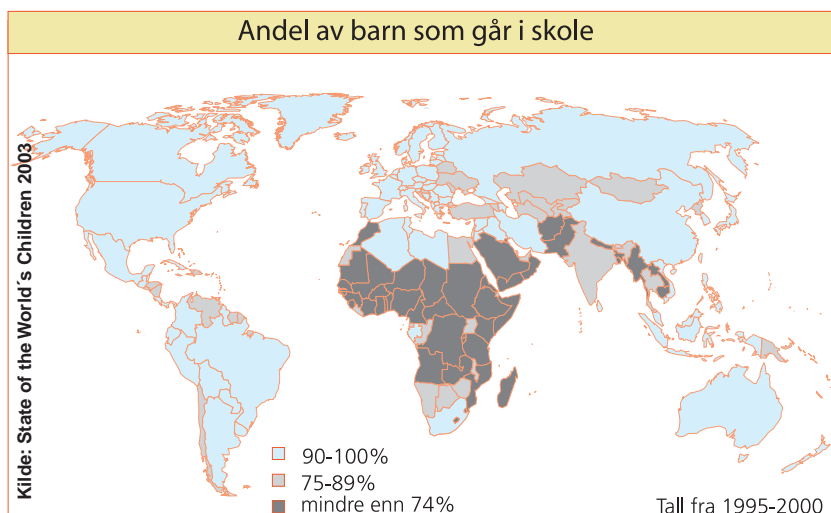 Andel av barn som går i skole
Kilde: State of the World´s Children 2003
90-100%
75-89%
mindre enn 74%
Tall fra 1995-2000